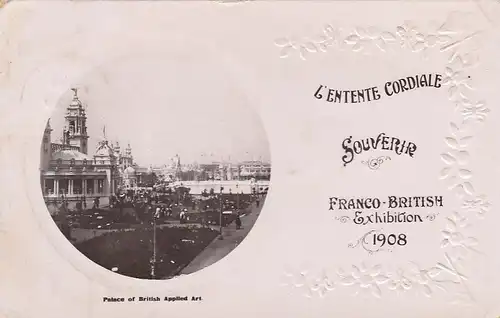 L'ENTENTE CORDIALE
SOUVENIR
FRANCO-BRITISH
Exhibition
1908
Palace of British Applied Art